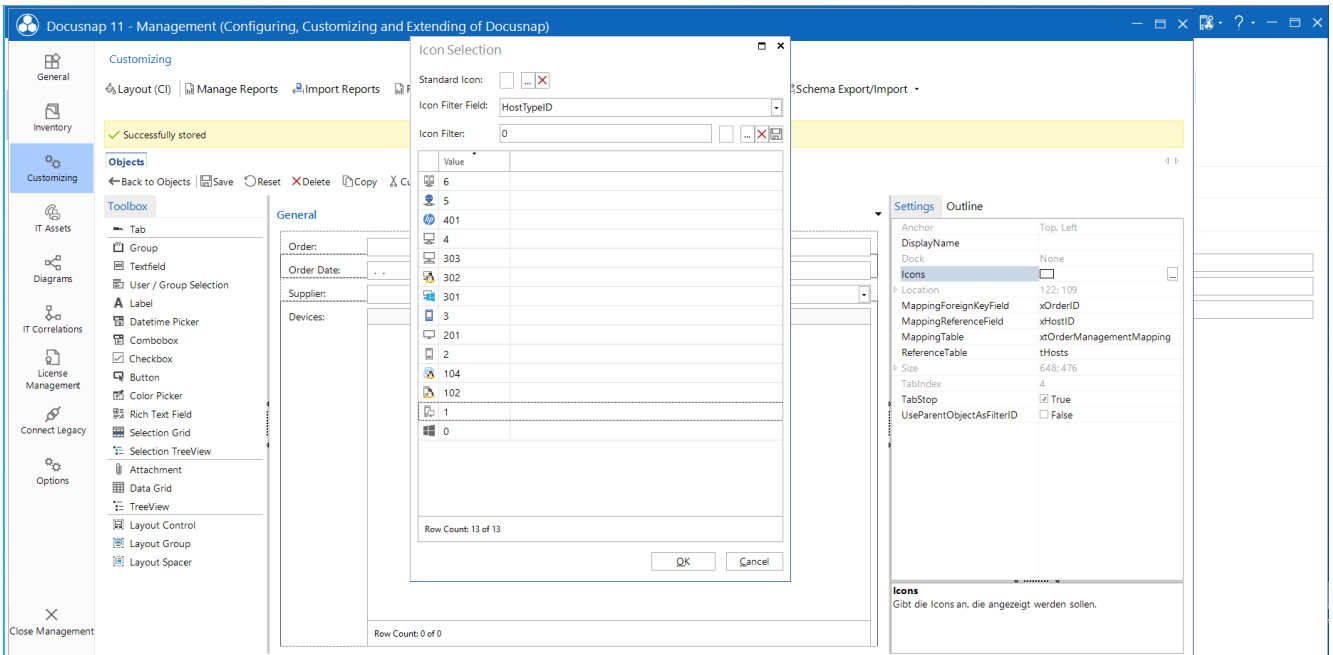 Docusnap 11 - Management (Configuring, Customizing and Extending of Docusnap)
General
Inventory
Customizing
IT Assets
Diagrams
IT Correlations
License
Management
Connect Legacy
Options
Close Management
Customizing
Layout (CI) Manage Reports Import Reports Schema Export/Import
Successfully stored
Objects
Back to Objects Save Reset Delete Copy
Toolbox
Tab
Group
Textfield
User / Group Selection
Label
Datetime Picker
Combobox
Checkbox
Button
Color Picker
Rich Text Field
Selection Grid
Selection TreeView
Attachment
Data Grid
TreeView
Layout Control
Layout Group
Layout Spacer
General
Order:
Order Date: . .
Supplier:
Devices:
Row Count: 0 of 0
Icon Selection
Standard Icon: ...
Icon Filter Field: HostTypeID
Icon Filter: 0 ...
Value
6
5
401
4
303
302
301
3
201
2
104
102
1
0
Row Count: 13 of 13
OK Cancel
Settings Outline
Anchor Top, Left
DisplayName
Dock None
Icons ...
Location 122; 109
MappingForeignKeyField xOrderID
MappingReferenceField xHostID
MappingTable xtOrderManagementMapping
ReferenceTable tHosts
Size 648; 476
TabIndex 4
TabStop True
UseParentObjectAsFilterID False
Icons
Gibt die Icons an, die angezeigt werden sollen.